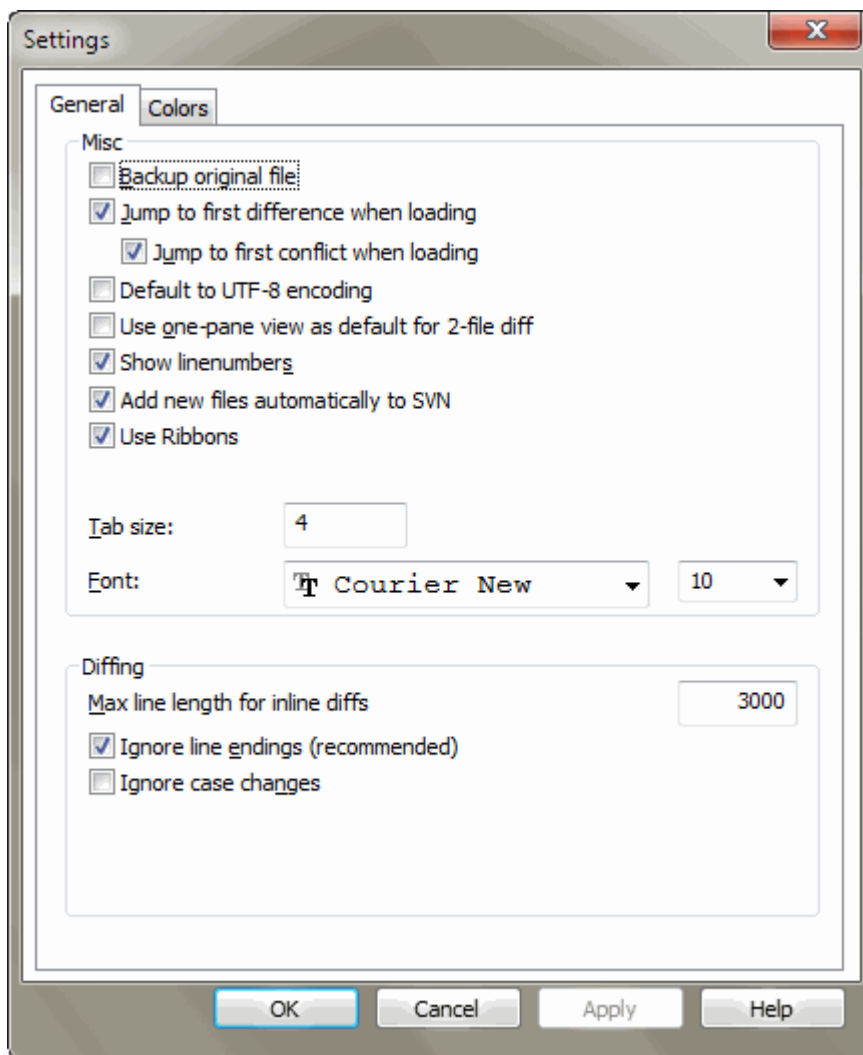 Settings
General Colors
Misc
Backup original file
Jump to first difference when loading
Jump to first conflict when loading
Default to UTF-8 encoding
Use one-pane view as default for 2-file diff
Show linenumbers
Add new files automatically to SVN
Use Ribbons
Tab size: 4
Font: Courier New 10
Diffing
Max line length for inline diffs 3000
Ignore line endings (recommended)
Ignore case changes
OK Cancel Apply Help